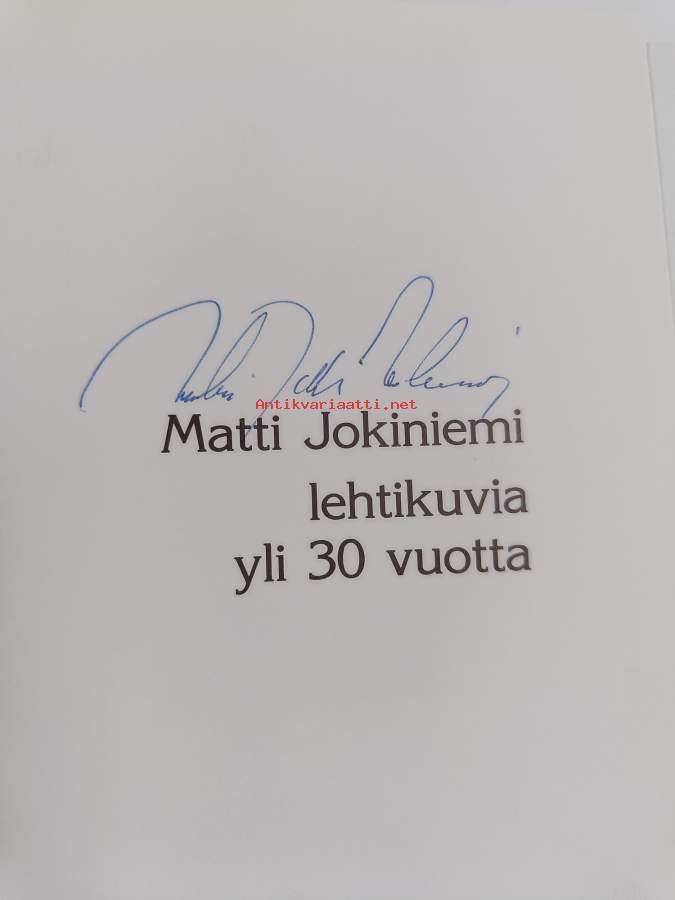 Antikvariaatti.net
Matti Jokiniemi
lehtikuvia
yli 30 vuotta